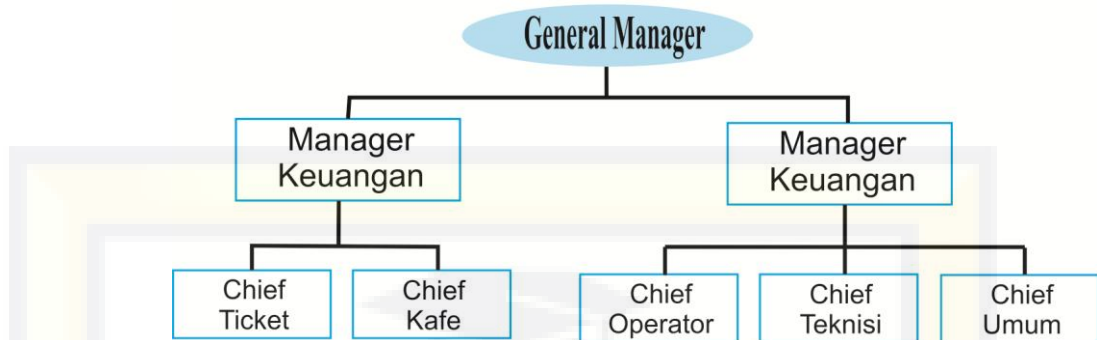 General Manager
Manager
Keuangan
Manager
Keuangan
Chief
Ticket
Chief
Kafe
Chief
Operator
Chief
Teknisi
Chief
Umum